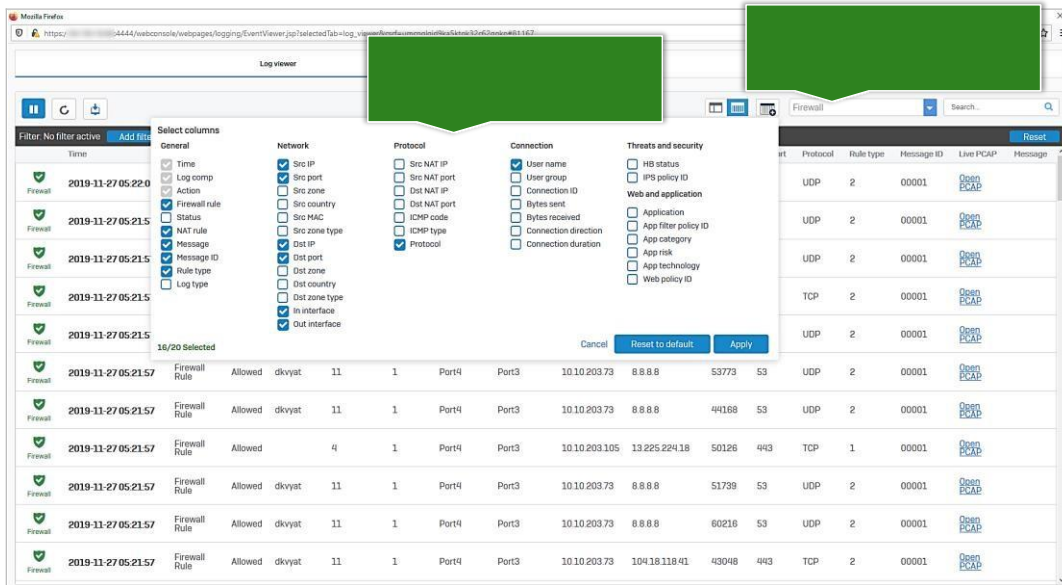 Mozilla Firefox
https:/ 4444/webconsole/webpages/logging/EventViewer.jsp?selectedTab=log_viewer
Log viewer
Firewall
Search...
Filter: No filter active
Reset
Time
Protocol Rule type Message ID Live PCAP Message
Select columns
General
Time
Log comp
Action
Firewall rule
Status
NAT rule
Message
Message ID
Rule type
Log type
Network
Src IP
Src port
Src zone
Src country
Src MAC
Src zone type
Dst IP
Dst port
Dst zone
Dst country
Dst zone type
In interface
Out interface
Protocol
Src NAT IP
Src NAT port
Dst NAT IP
Dst NAT port
ICMP code
ICMP type
Protocol
Connection
User name
User group
Connection ID
Bytes sent
Bytes received
Connection direction
Connection duration
Threats and security
HB status
IPS policy ID
Web and application
Application
App filter policy ID
App category
App risk
App technology
Web policy ID
16/20 Selected
Cancel Reset to default Apply
Firewall 2019-11-27 05:22:0 UDP 2 00001 Open PCAP
Firewall 2019-11-27 05:21:5 UDP 2 00001 Open PCAP
Firewall 2019-11-27 05:21:5 UDP 2 00001 Open PCAP
Firewall 2019-11-27 05:21:5 TCP 2 00001 Open PCAP
Firewall 2019-11-27 05:21:5 UDP 2 00001 Open PCAP
Firewall 2019-11-27 05:21:57 Firewall Rule Allowed dkvyat 11 1 Port4 Port3 10.10.203.73 8.8.8.8 53773 53 UDP 2 00001 Open PCAP
Firewall 2019-11-27 05:21:57 Firewall Rule Allowed dkvyat 11 1 Port4 Port3 10.10.203.73 8.8.8.8 44168 53 UDP 2 00001 Open PCAP
Firewall 2019-11-27 05:21:57 Firewall Rule Allowed 4 1 Port4 Port3 10.10.203.105 13.225.224.18 50126 443 TCP 1 00001 Open PCAP
Firewall 2019-11-27 05:21:57 Firewall Rule Allowed dkvyat 11 1 Port4 Port3 10.10.203.73 8.8.8.8 51739 53 UDP 2 00001 Open PCAP
Firewall 2019-11-27 05:21:57 Firewall Rule Allowed dkvyat 11 1 Port4 Port3 10.10.203.73 8.8.8.8 60216 53 UDP 2 00001 Open PCAP
Firewall 2019-11-27 05:21:57 Firewall Rule Allowed dkvyat 11 1 Port4 Port3 10.10.203.73 104.18.118.41 43048 443 TCP 2 00001 Open PCAP